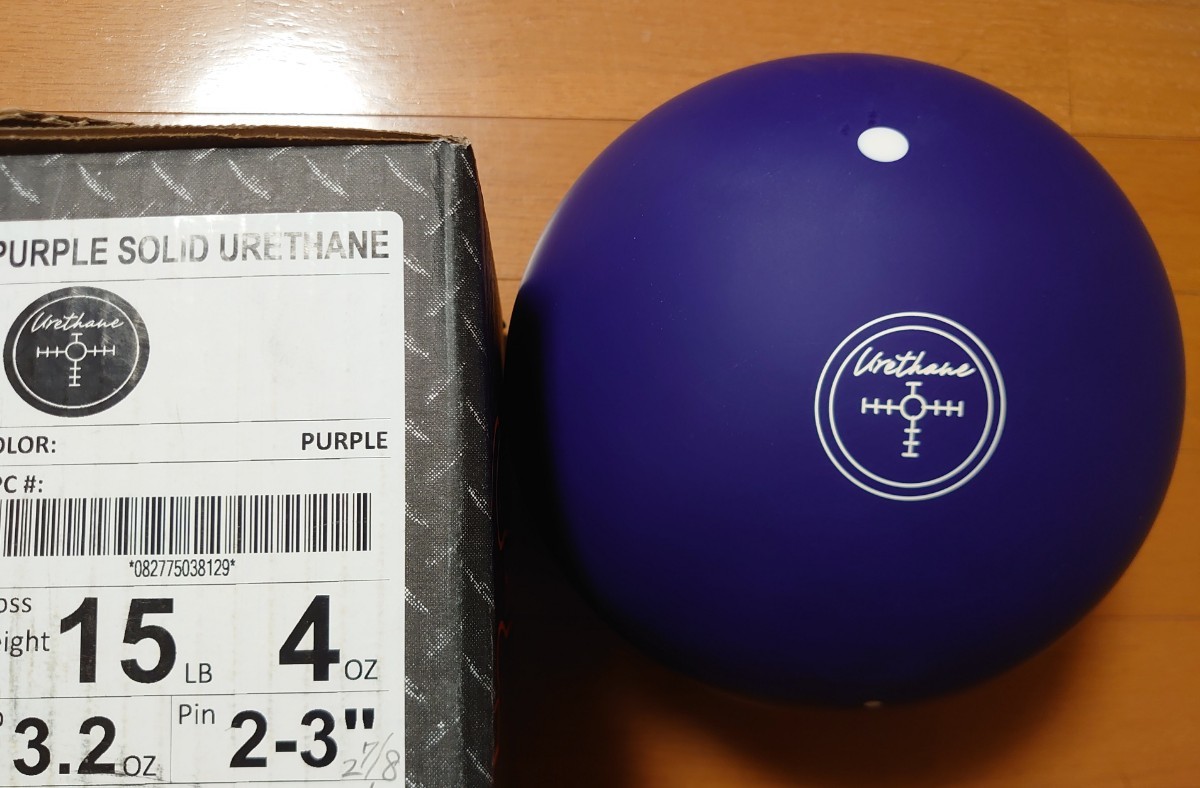 PURPLE SOLID URETHANE
Urethane
OLOR: PURPLE
PC #:
*082775038129*
oss
eight 15 LB 4 OZ
3.2 OZ Pin 2-3"
2 7/8
Urethane